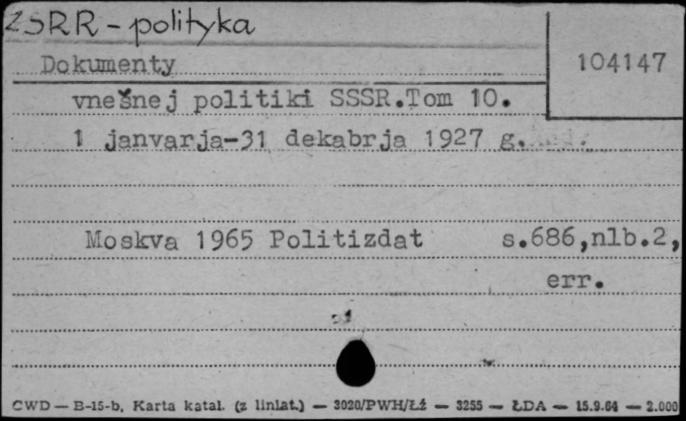 ZSRR - polityka
Dokumenty
104147
vnešnej politiki SSSR.Tom 10.
1 janvarja-31 dekabrja 1927 g.
Moskva 1965 Politizdat s.686,nlb.2,
err.
CWD — B-15-b, Karta katal. (z liniat.) — 3020/PWH/Łź — 3255 — ŁDA — 15.9.64 — 2.000